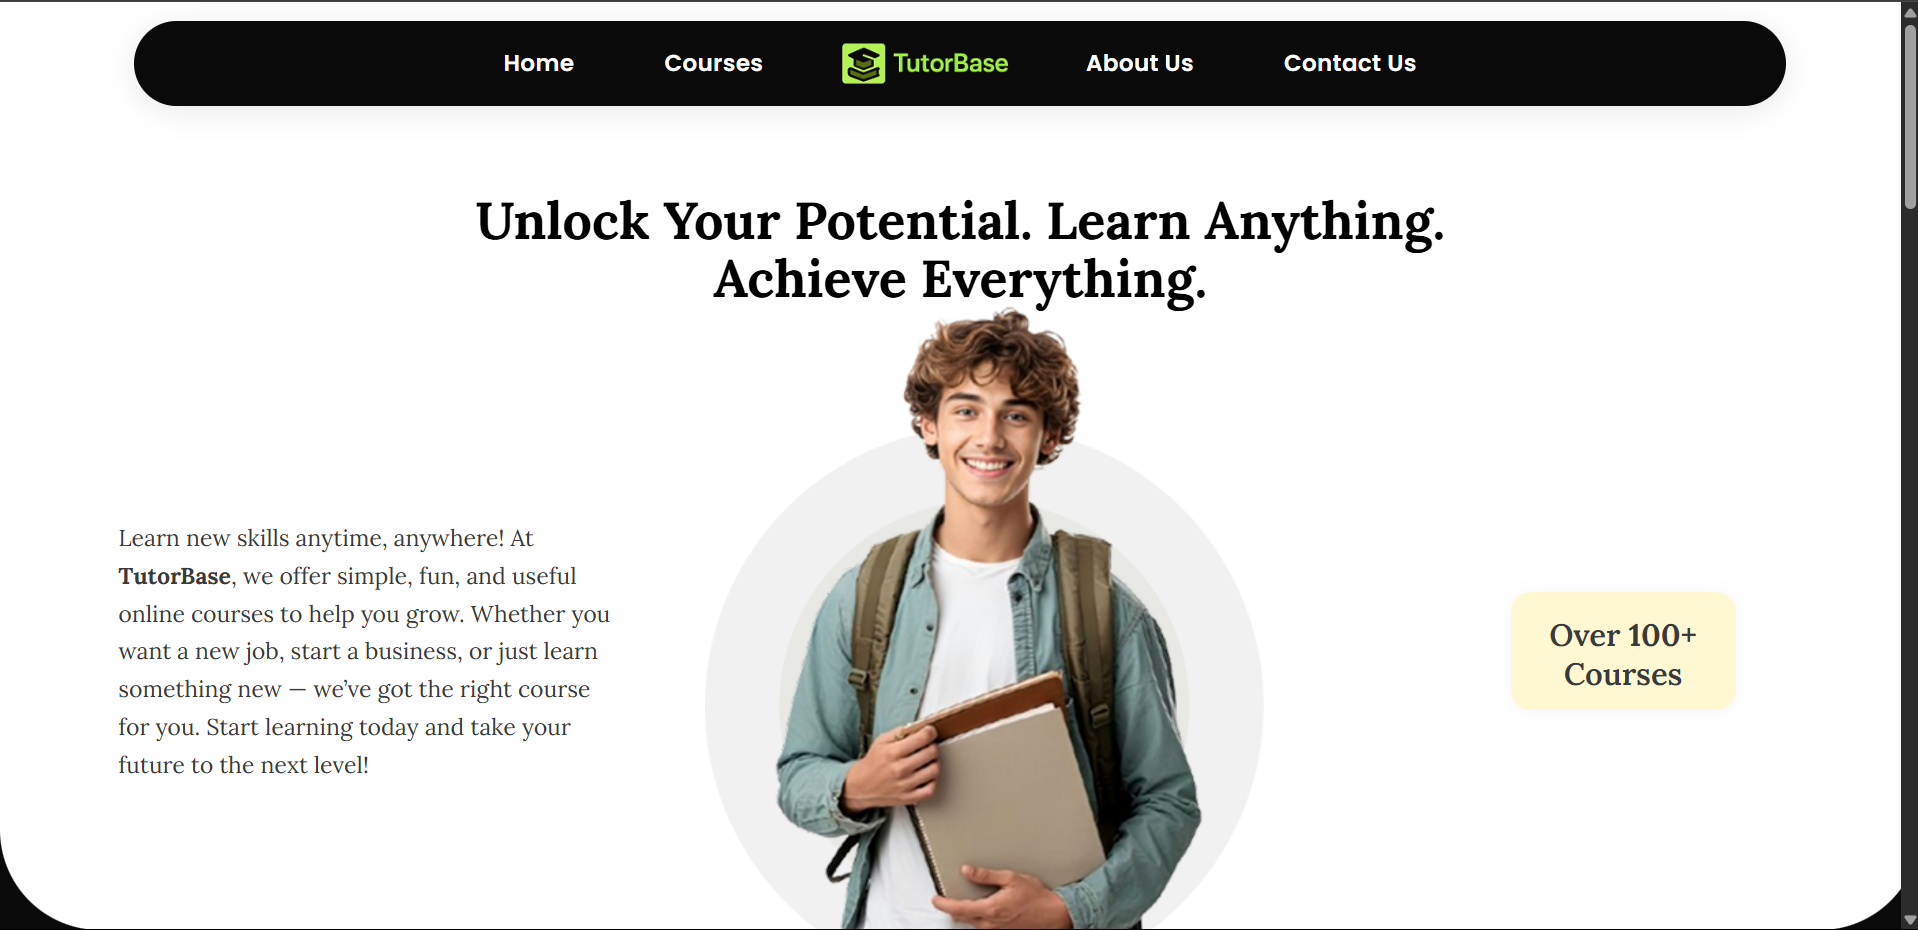 Home Courses TutorBase About Us Contact Us
Unlock Your Potential. Learn Anything.
Achieve Everything.
Learn new skills anytime, anywhere! At
TutorBase, we offer simple, fun, and useful
online courses to help you grow. Whether you
want a new job, start a business, or just learn
something new — we’ve got the right course
for you. Start learning today and take your
future to the next level!
Over 100+
Courses